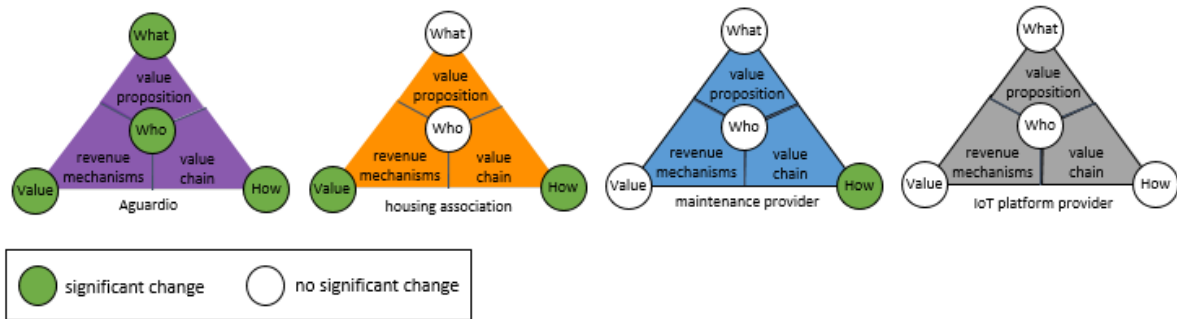 What
value
proposition
Who
revenue
mechanisms
value
chain
Value
How
Aguardio
What
value
proposition
Who
revenue
mechanisms
value
chain
Value
How
housing association
What
value
proposition
Who
revenue
mechanisms
value
chain
Value
How
maintenance provider
What
value
proposition
Who
revenue
mechanisms
value
chain
Value
How
IoT platform provider
significant change
no significant change